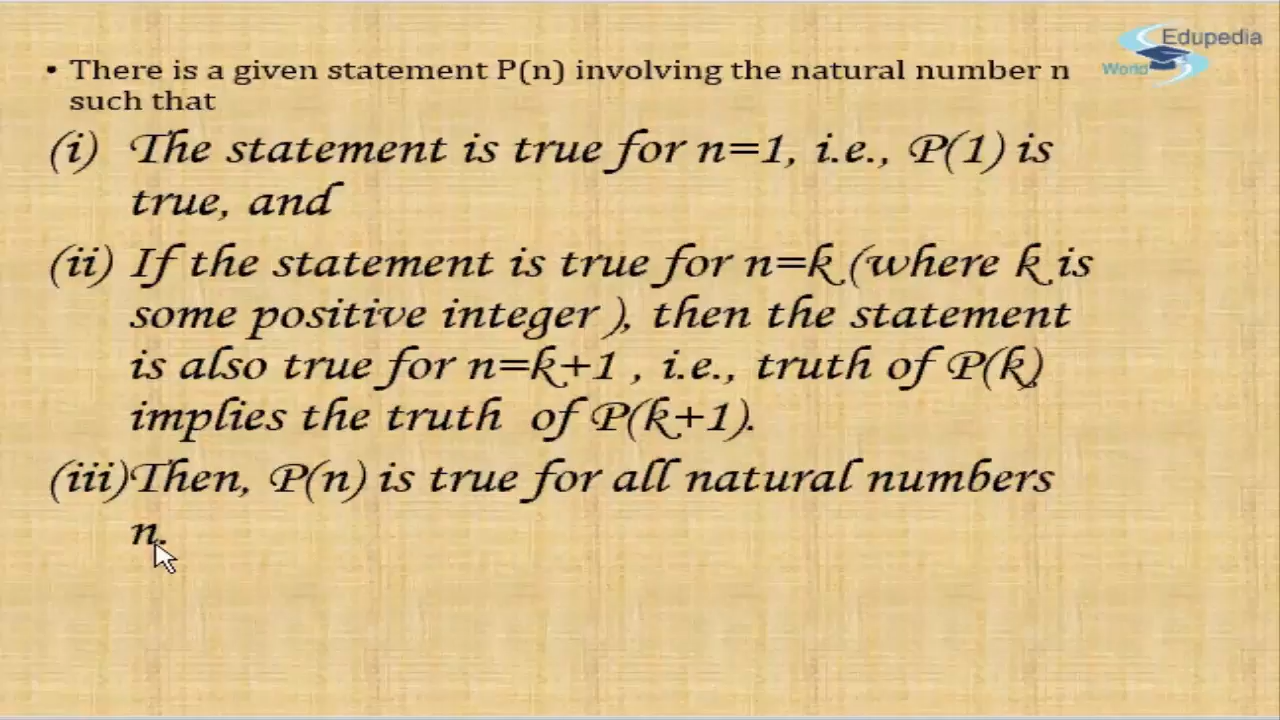 Edupedia
World
• There is a given statement P(n) involving the natural number n
such that
(i) The statement is true for n=1, i.e., P(1) is
true, and
(ii) If the statement is true for n=k (where k is
some positive integer ), then the statement
is also true for n=k+1 , i.e., truth of P(k)
implies the truth of P(k+1).
(iii)Then, P(n) is true for all natural numbers
n.